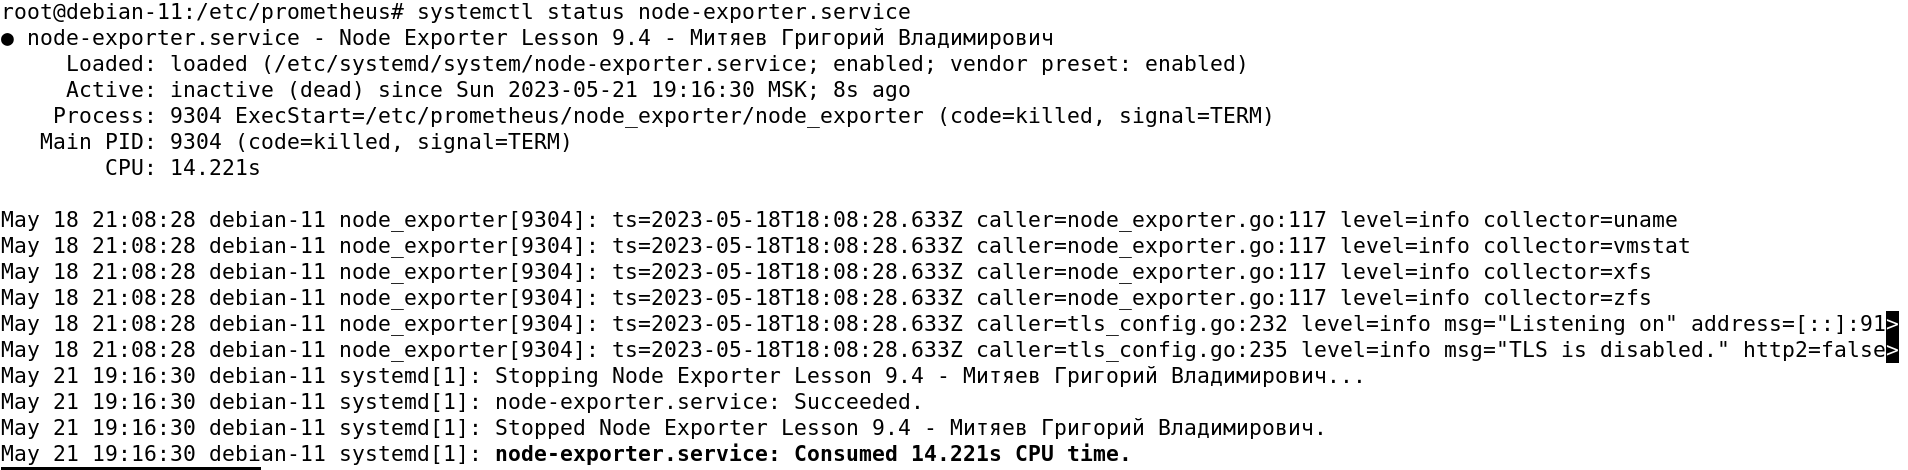 root@debian-11:/etc/prometheus# systemctl status node-exporter.service
● node-exporter.service - Node Exporter Lesson 9.4 - Митяев Григорий Владимирович
     Loaded: loaded (/etc/systemd/system/node-exporter.service; enabled; vendor preset: enabled)
     Active: inactive (dead) since Sun 2023-05-21 19:16:30 MSK; 8s ago
    Process: 9304 ExecStart=/etc/prometheus/node_exporter/node_exporter (code=killed, signal=TERM)
   Main PID: 9304 (code=killed, signal=TERM)
        CPU: 14.221s

May 18 21:08:28 debian-11 node_exporter[9304]: ts=2023-05-18T18:08:28.633Z caller=node_exporter.go:117 level=info collector=uname
May 18 21:08:28 debian-11 node_exporter[9304]: ts=2023-05-18T18:08:28.633Z caller=node_exporter.go:117 level=info collector=vmstat
May 18 21:08:28 debian-11 node_exporter[9304]: ts=2023-05-18T18:08:28.633Z caller=node_exporter.go:117 level=info collector=xfs
May 18 21:08:28 debian-11 node_exporter[9304]: ts=2023-05-18T18:08:28.633Z caller=node_exporter.go:117 level=info collector=zfs
May 18 21:08:28 debian-11 node_exporter[9304]: ts=2023-05-18T18:08:28.633Z caller=tls_config.go:232 level=info msg="Listening on" address=[::]:91>
May 18 21:08:28 debian-11 node_exporter[9304]: ts=2023-05-18T18:08:28.633Z caller=tls_config.go:235 level=info msg="TLS is disabled." http2=false>
May 21 19:16:30 debian-11 systemd[1]: Stopping Node Exporter Lesson 9.4 - Митяев Григорий Владимирович...
May 21 19:16:30 debian-11 systemd[1]: node-exporter.service: Succeeded.
May 21 19:16:30 debian-11 systemd[1]: Stopped Node Exporter Lesson 9.4 - Митяев Григорий Владимирович.
May 21 19:16:30 debian-11 systemd[1]: node-exporter.service: Consumed 14.221s CPU time.